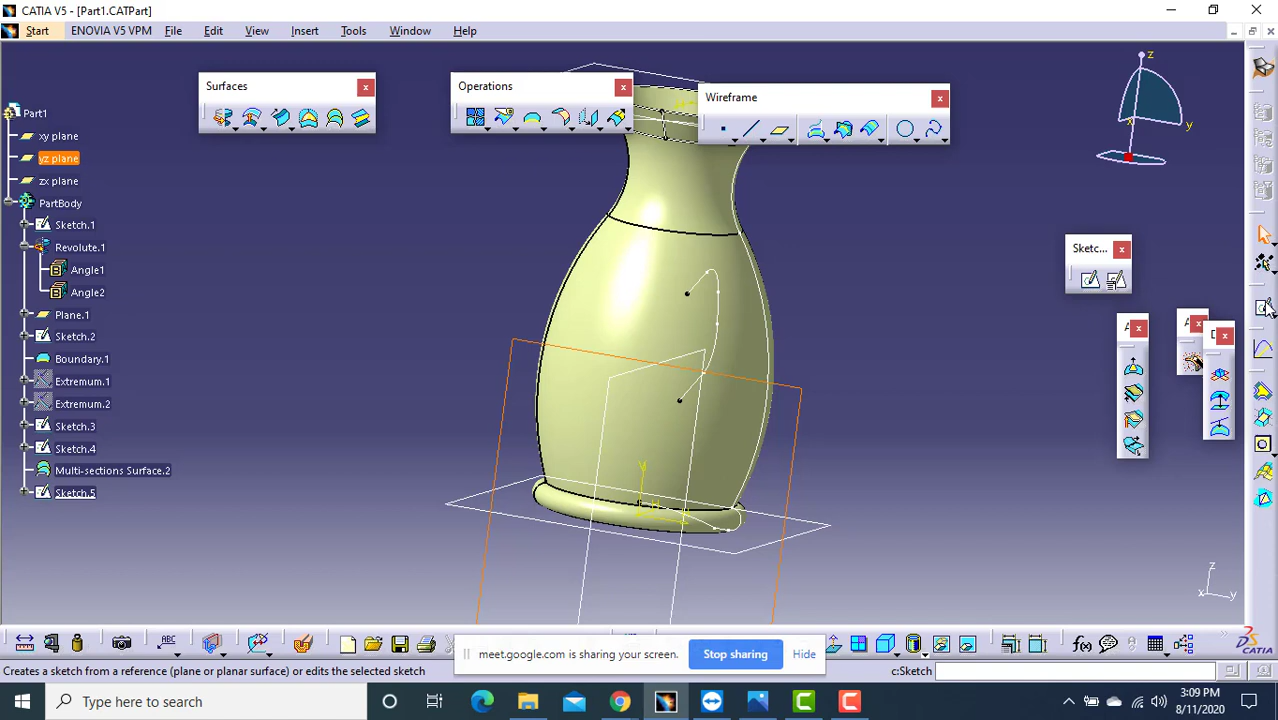 CATIA V5 - [Part1.CATPart]
Start ENOVIA V5 VPM File Edit View Insert Tools Window Help
Surfaces
Operations
Wireframe
Part1
xy plane
yz plane
zx plane
PartBody
Sketch.1
Revolute.1
Angle1
Angle2
Plane.1
Sketch.2
Boundary.1
Extremum.1
Extremum.2
Sketch.3
Sketch.4
Multi-sections Surface.2
Sketch.5
z
y
x
Sketc...
A
A
D
V
H
z
x y
ABC
f(x)
CATIA
meet.google.com is sharing your screen. Stop sharing Hide
Creates a sketch from a reference (plane or planar surface) or edits the selected sketch
c:Sketch
Type here to search
3:09 PM
8/11/2020